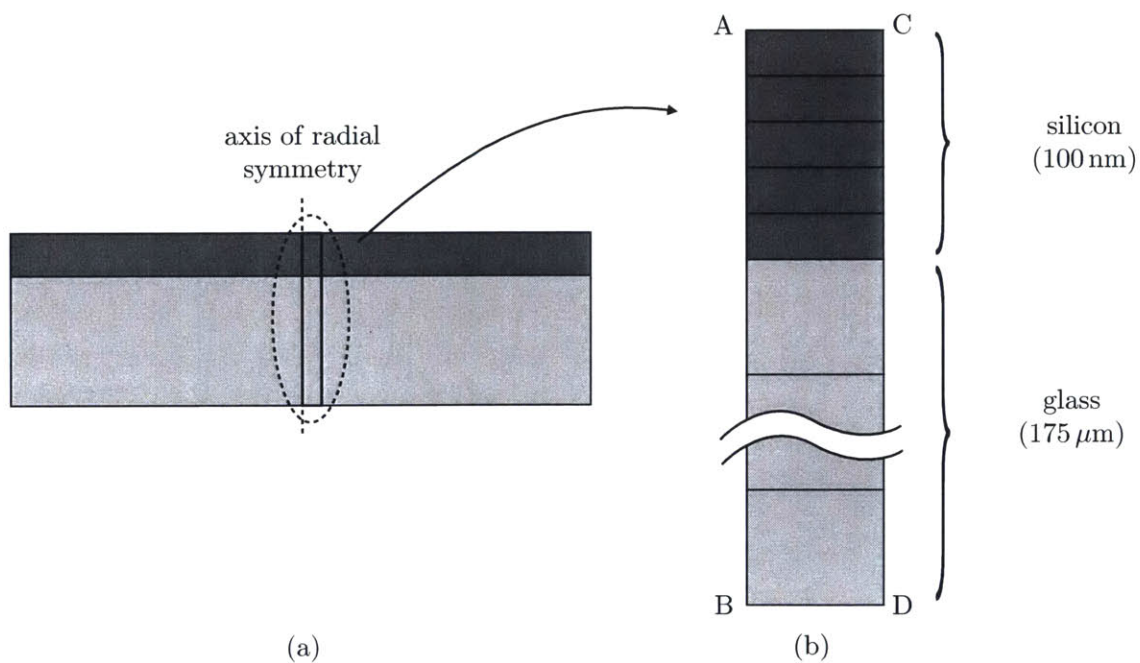 axis of radial
symmetry
A
C
silicon
(100 nm)
glass
(175 μm)
B
D
(a)
(b)